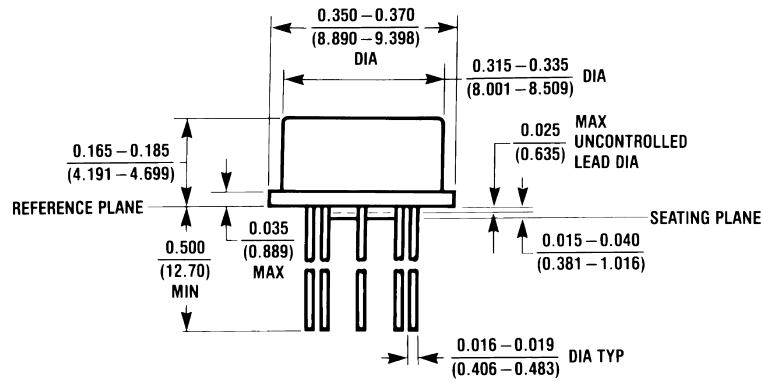 0.350 – 0.370
(8.890 – 9.398)
DIA
0.315 – 0.335
(8.001 – 8.509)
DIA
0.165 – 0.185
(4.191 – 4.699)
0.025
(0.635)
MAX
UNCONTROLLED
LEAD DIA
REFERENCE PLANE
SEATING PLANE
0.500
(12.70)
MIN
0.035
(0.889)
MAX
0.015 – 0.040
(0.381 – 1.016)
0.016 – 0.019
(0.406 – 0.483)
DIA TYP